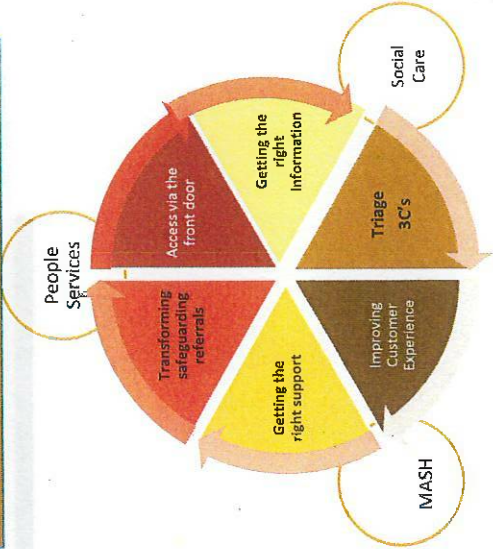 People
Services
Access via the
front door
Getting the
right
Information
Social
Care
Triage
3C's
Improving
Customer
Experience
MASH
Getting the
right support
Transforming
safeguarding
referrals